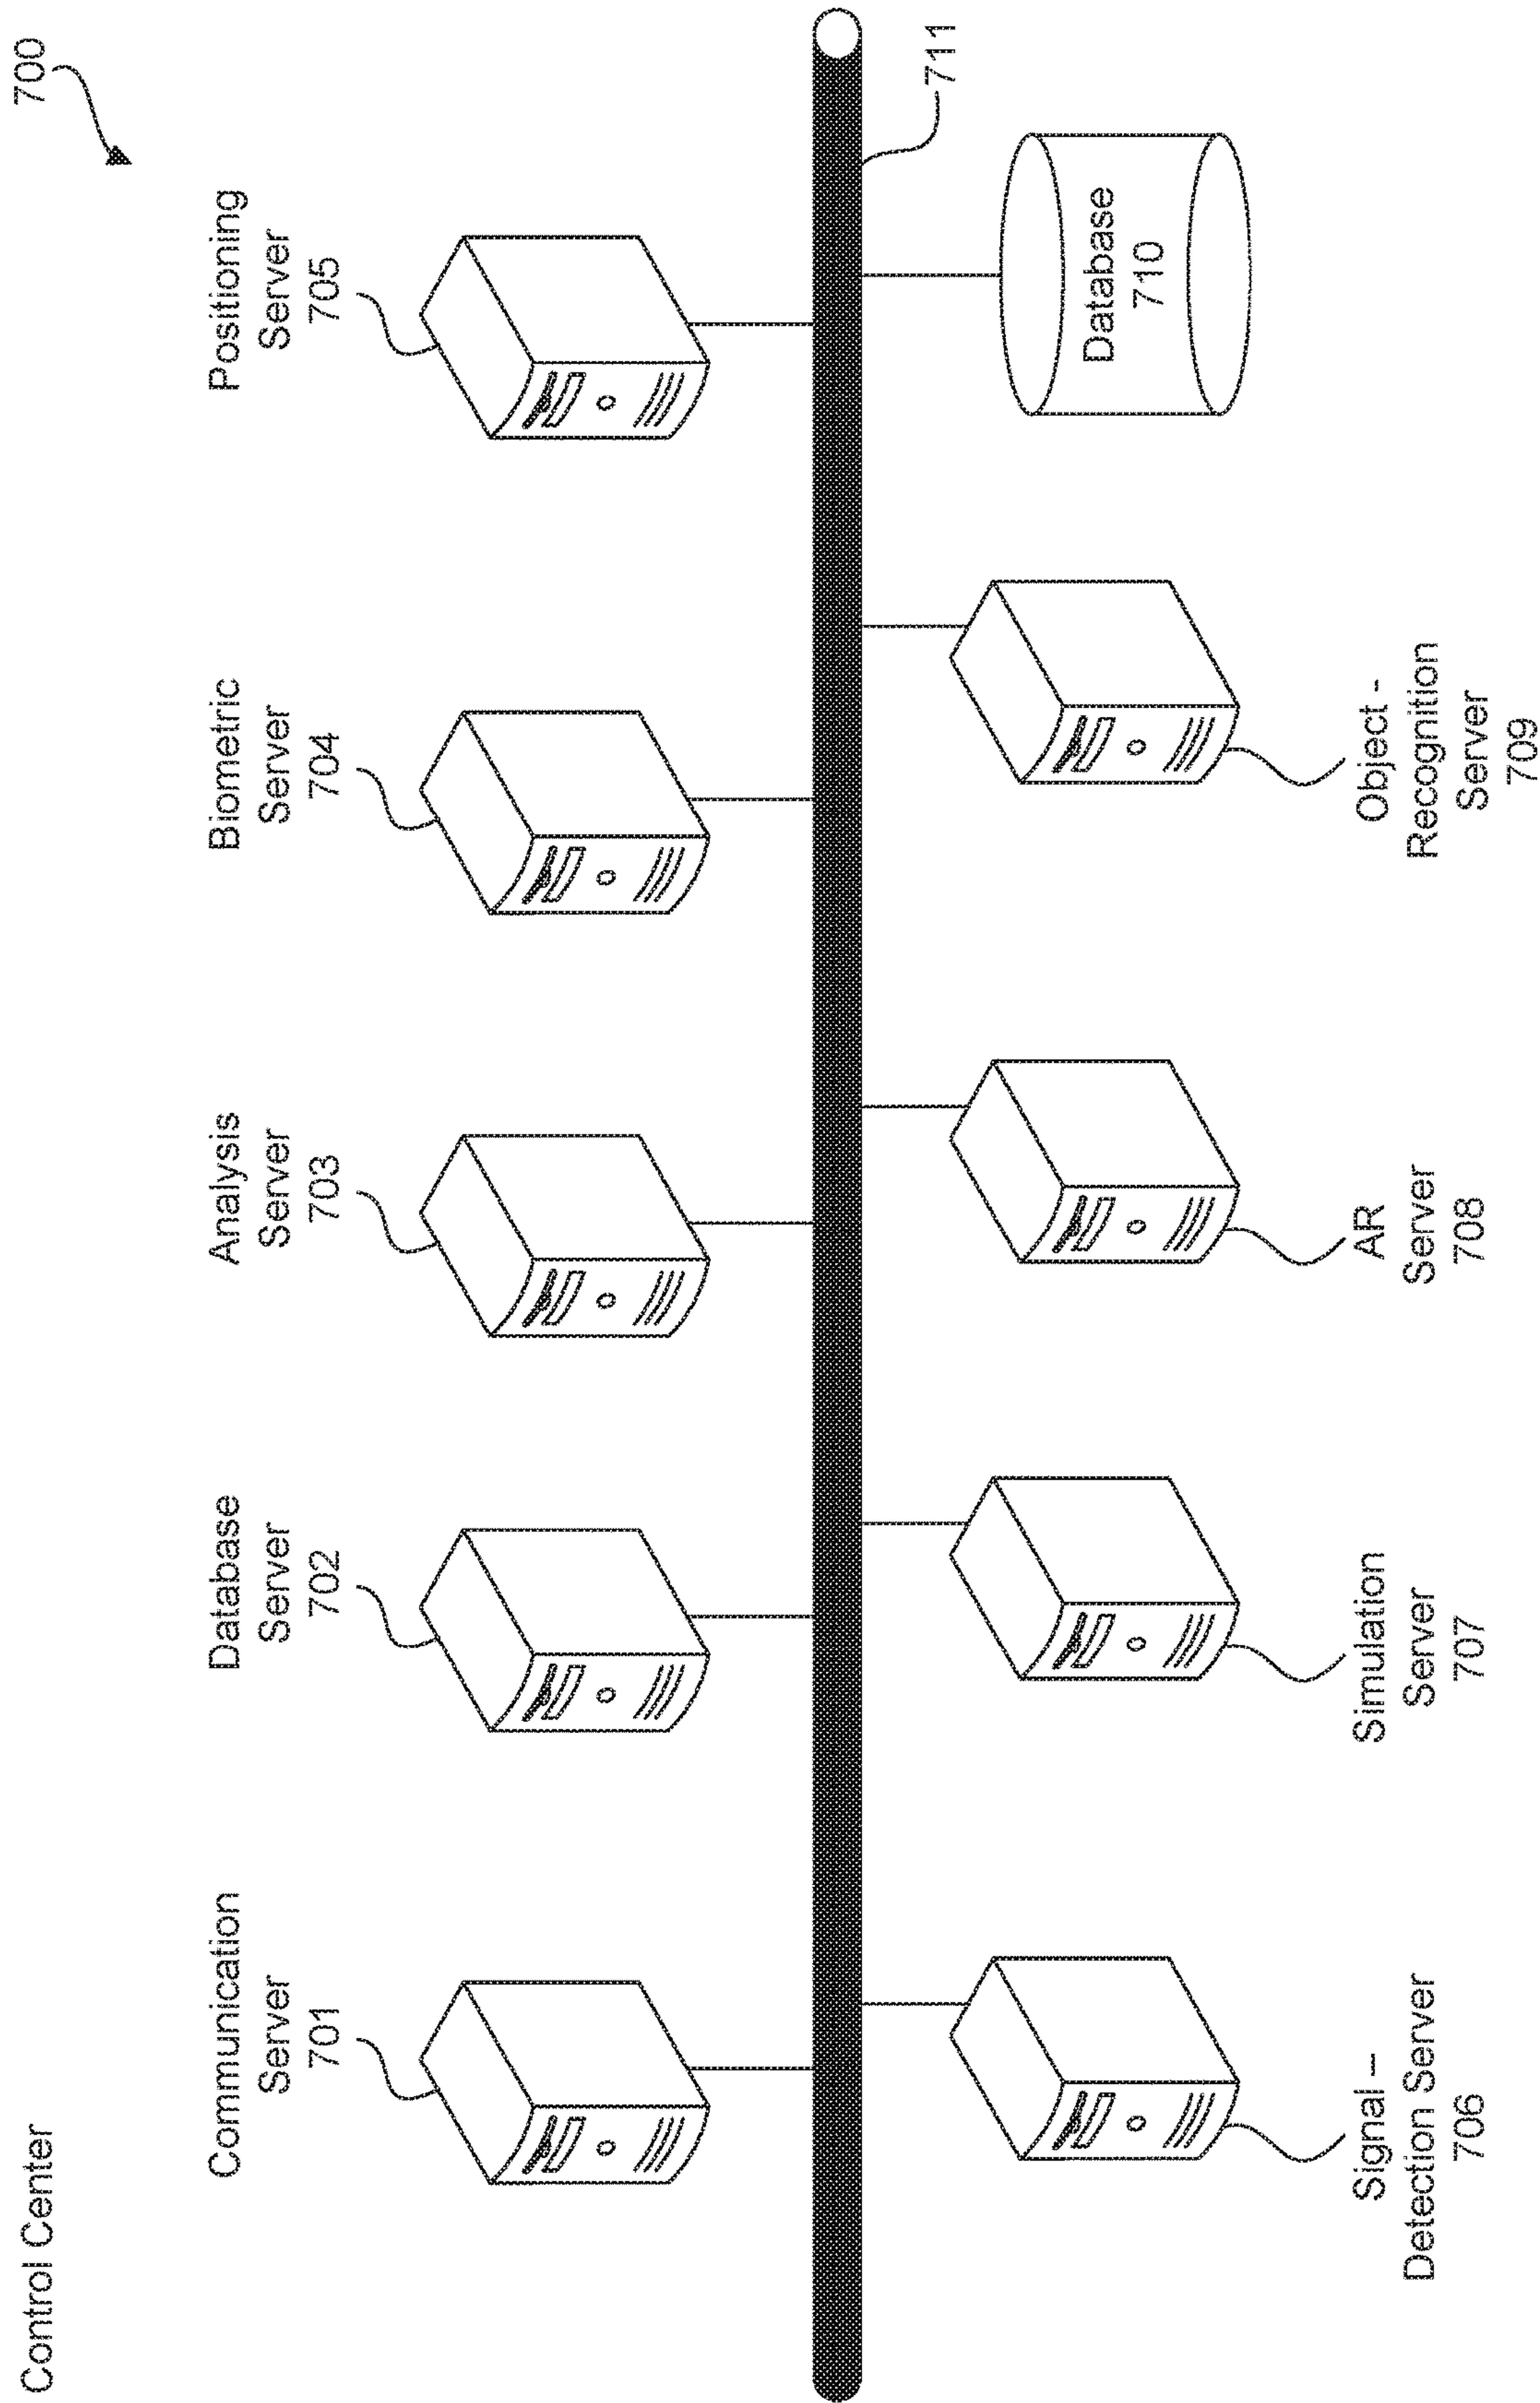 Control Center
700
Communication
Server
701
Database
Server
702
Analysis
Server
703
Biometric
Server
704
Positioning
Server
705
711
Signal –
Detection Server
706
Simulation
Server
707
AR
Server
708
Object -
Recognition
Server
709
Database
710